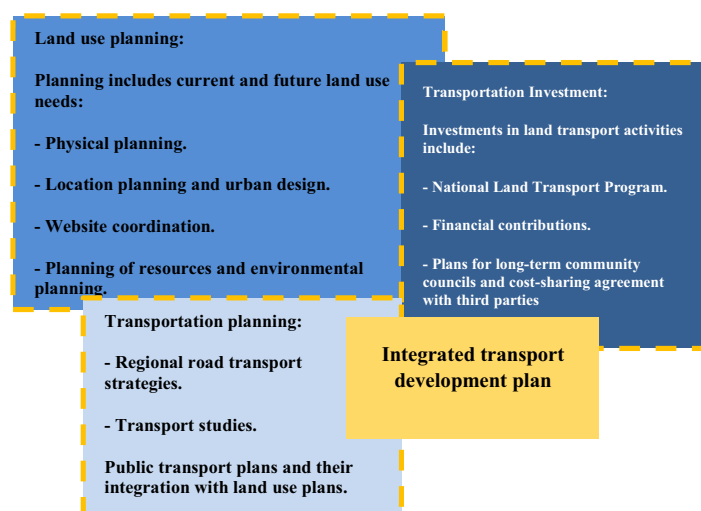 Land use planning:
Planning includes current and future land use
needs:
- Physical planning.
- Location planning and urban design.
- Website coordination.
- Planning of resources and environmental
planning.
Transportation Investment:
Investments in land transport activities
include:
- National Land Transport Program.
- Financial contributions.
- Plans for long-term community
councils and cost-sharing agreement
with third parties
Transportation planning:
- Regional road transport
strategies.
- Transport studies.
Public transport plans and their
integration with land use plans.
Integrated transport
development plan